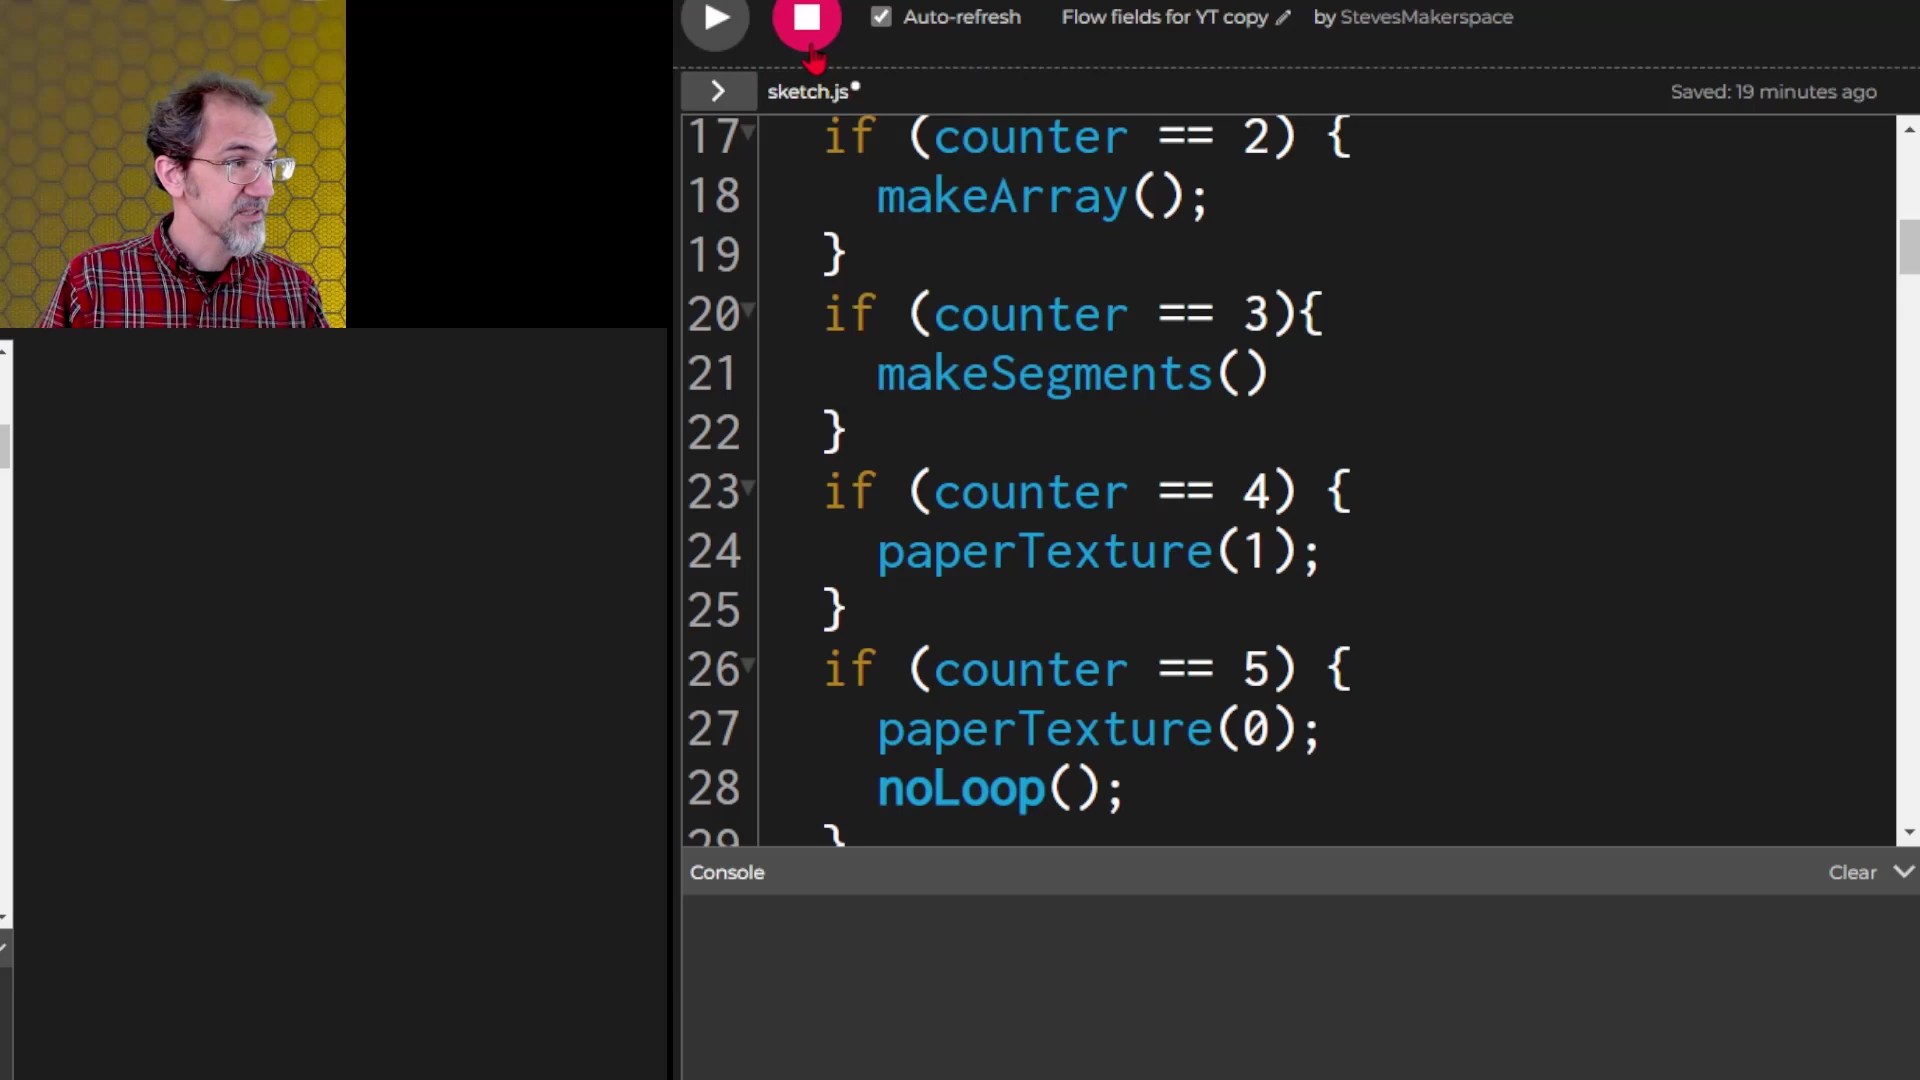 Auto-refresh Flow fields for YT copy by StevesMakerspace
sketch.js Saved: 19 minutes ago
17 if (counter == 2) {
18 makeArray();
19 }
20 if (counter == 3){
21 makeSegments()
22 }
23 if (counter == 4) {
24 paperTexture(1);
25 }
26 if (counter == 5) {
27 paperTexture(0);
28 noLoop();
29 }
Console Clear